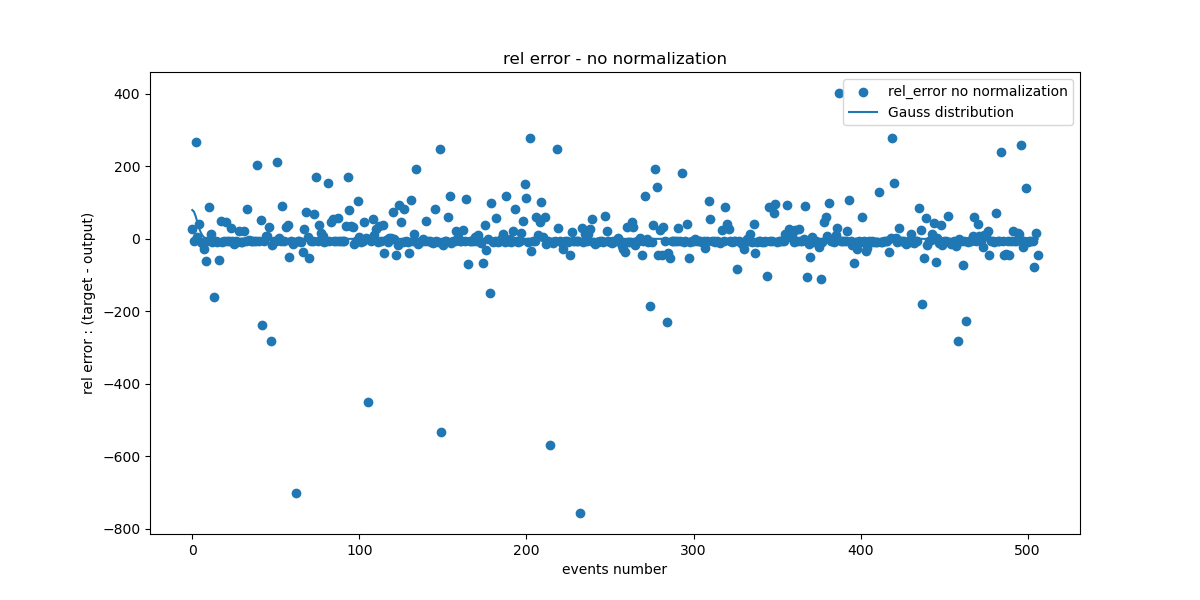 rel error - no normalization
rel_error no normalization
Gauss distribution
rel error : (target - output)
400
200
0
−200
−400
−600
−800
0 100 200 300 400 500
events number